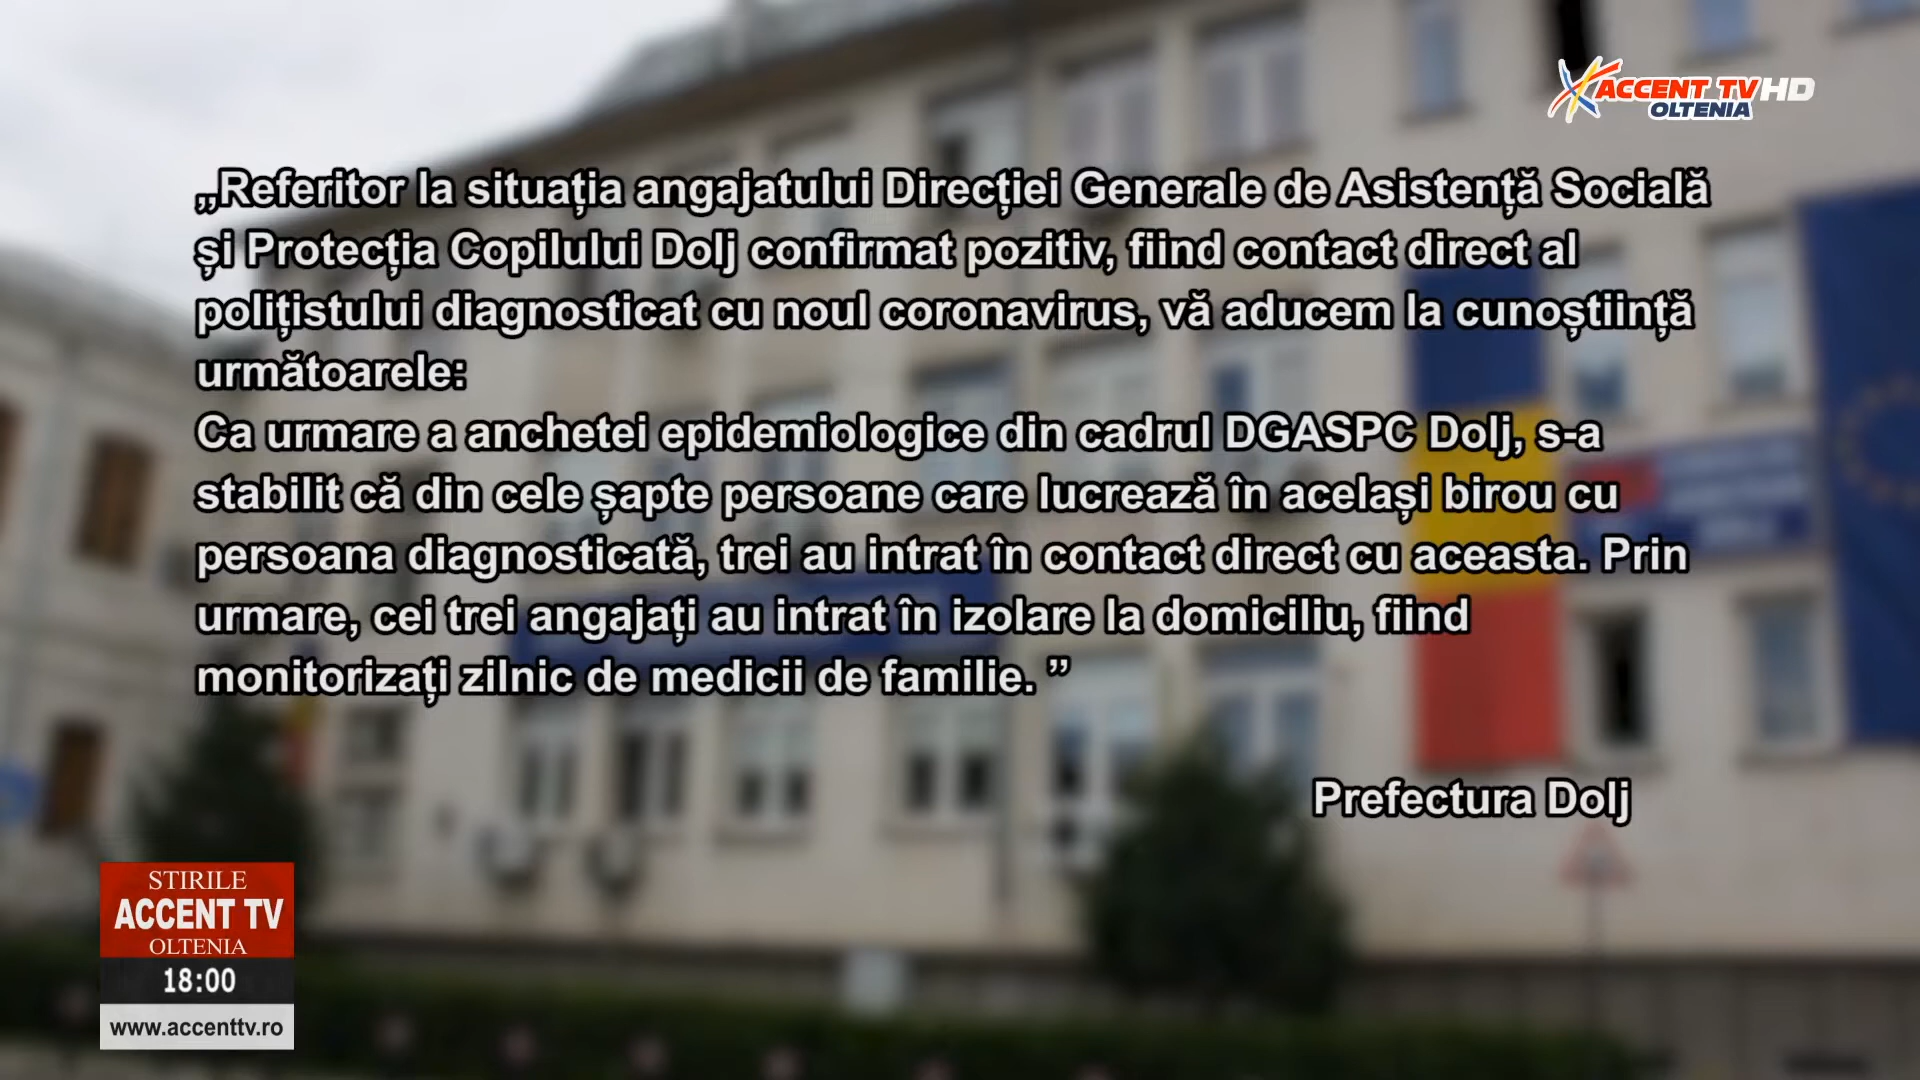 ACCENT TV HD
OLTENIA
„Referitor la situația angajatului Direcției Generale de Asistență Socială
și Protecția Copilului Dolj confirmat pozitiv, fiind contact direct al
polițistului diagnosticat cu noul coronavirus, vă aducem la cunoștiință
următoarele:
Ca urmare a anchetei epidemiologice din cadrul DGASPC Dolj, s-a
stabilit că din cele șapte persoane care lucrează în același birou cu
persoana diagnosticată, trei au intrat în contact direct cu aceasta. Prin
urmare, cei trei angajați au intrat în izolare la domiciliu, fiind
monitorizați zilnic de medicii de familie. ”
Prefectura Dolj
STIRILE
ACCENT TV
OLTENIA
18:00
www.accenttv.ro